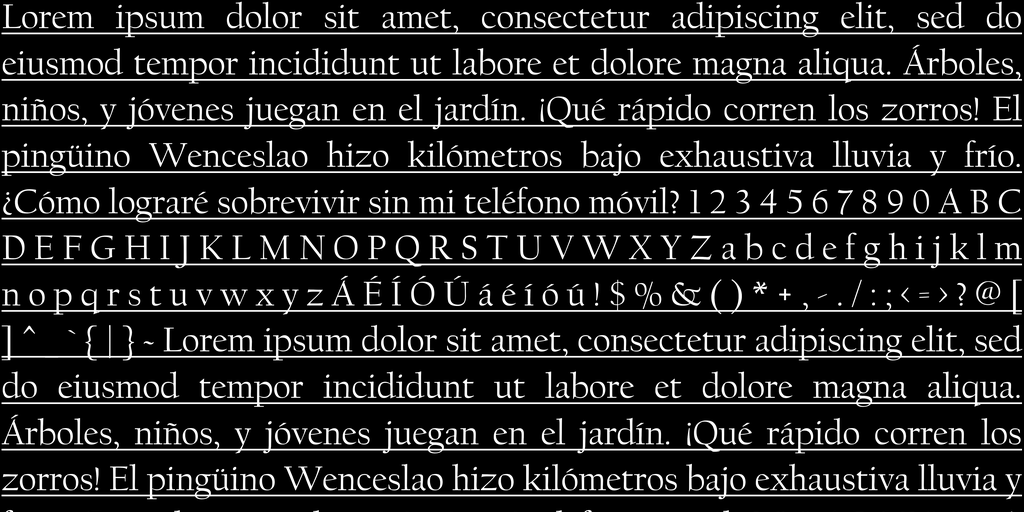 Lorem ipsum dolor sit amet, consectetur adipiscing elit, sed do
eiusmod tempor incididunt ut labore et dolore magna aliqua. Árboles,
niños, y jóvenes juegan en el jardín. ¡Qué rápido corren los zorros! El
pingüino Wenceslao hizo kilómetros bajo exhaustiva lluvia y frío.
¿Cómo lograré sobrevivir sin mi teléfono móvil? 1 2 3 4 5 6 7 8 9 0 A B C
D E F G H I J K L M N O P Q R S T U V W X Y Z a b c d e f g h i j k l m
n o p q r s t u v w x y z Á É Í Ó Ú á é í ó ú ! $ % & ( ) * + , - . / : ; < = > ? @ [
] ^ _ ` { | } ~ Lorem ipsum dolor sit amet, consectetur adipiscing elit, sed
do eiusmod tempor incididunt ut labore et dolore magna aliqua.
Árboles, niños, y jóvenes juegan en el jardín. ¡Qué rápido corren los
zorros! El pingüino Wenceslao hizo kilómetros bajo exhaustiva lluvia y